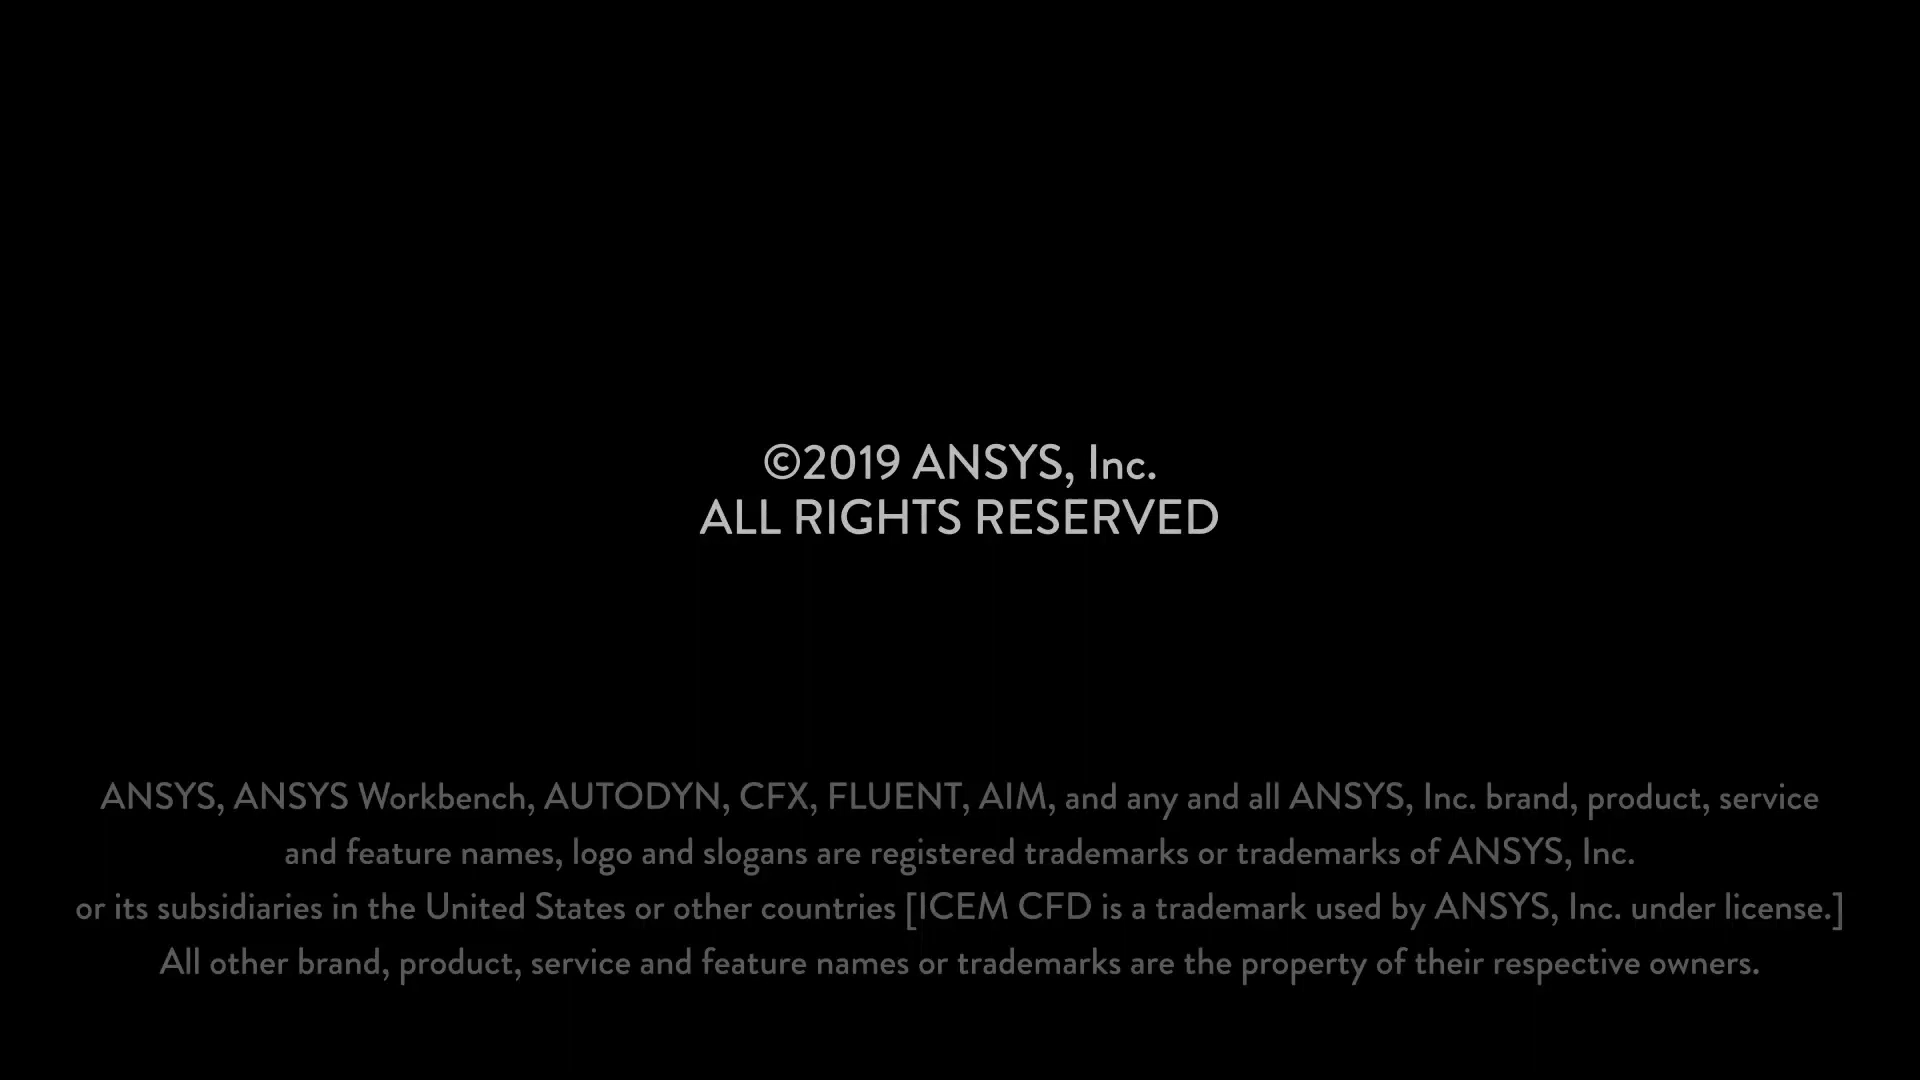 ©2019 ANSYS, Inc.
ALL RIGHTS RESERVED
ANSYS, ANSYS Workbench, AUTODYN, CFX, FLUENT, AIM, and any and all ANSYS, Inc. brand, product, service
and feature names, logo and slogans are registered trademarks or trademarks of ANSYS, Inc.
or its subsidiaries in the United States or other countries [ICEM CFD is a trademark used by ANSYS, Inc. under license.]
All other brand, product, service and feature names or trademarks are the property of their respective owners.